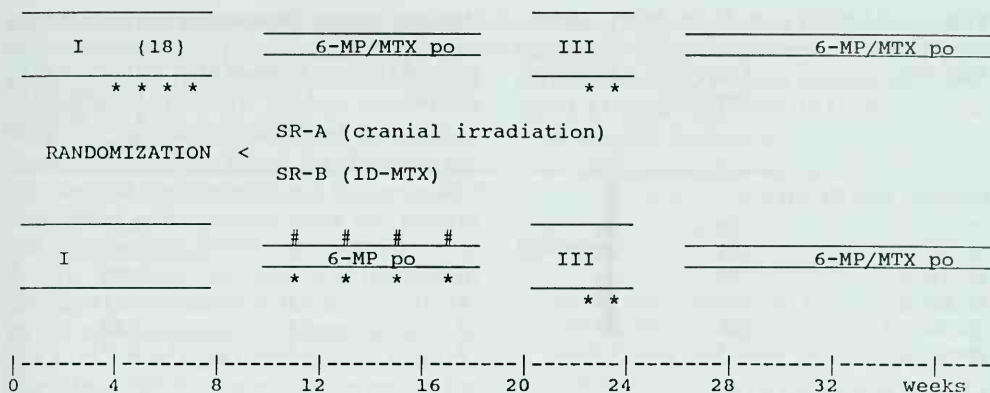 I {18} 6-MP/MTX po III 6-MP/MTX po
* * * * * *
SR-A (cranial irradiation)
RANDOMIZATION <
SR-B (ID-MTX)
# # # #
I 6-MP po III 6-MP/MTX po
* * * * * *
0 4 8 12 16 20 24 28 32 weeks